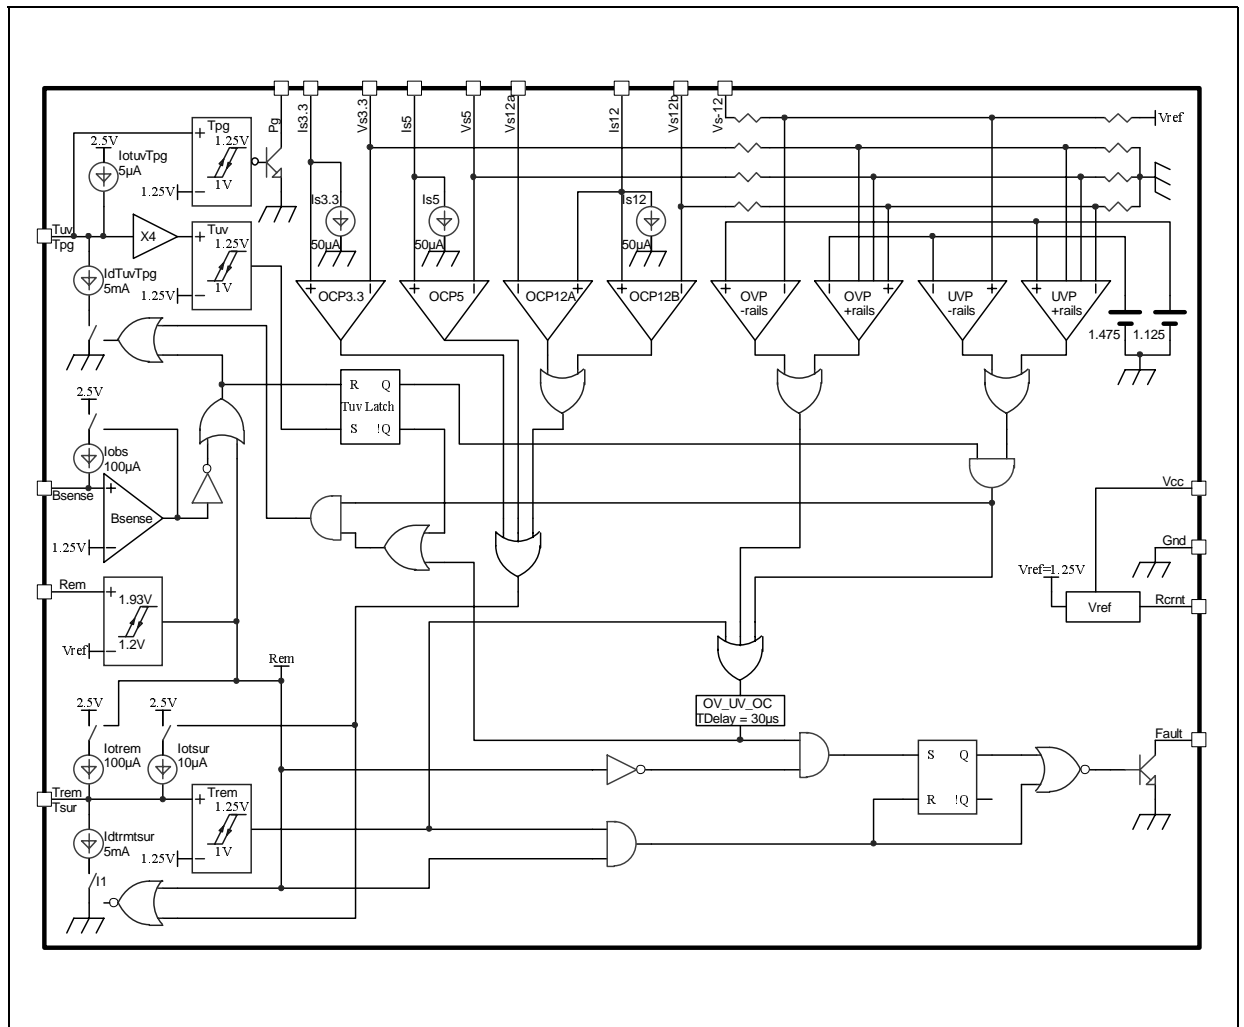 Pg
Is3.3
Vs3.3
Is5
Vs5
Vs12a
Is12
Vs12b
Vs-12
Vref
2.5V
IotuvTpg
5µA
Tpg
+
1.25V
1V
1.25V
−
Tuv
Tpg
X4
Tuv
+
1.25V
1V
1.25V
−
IdTuvTpg
5mA
Is3.3
50µA
Is5
50µA
Is12
50µA
+ −
OCP3.3
+ −
OCP5
− +
OCP12A
+ −
OCP12B
+ −
OVP
-rails
− + + +
OVP
+rails
− +
UVP
-rails
+ − − −
UVP
+rails
1.475
1.125
R Q
Tuv Latch
S !Q
2.5V
Iobs
100µA
Bsense
+
Bsense
1.25V
−
Rem
+
1.93V
1.2V
Vref
−
Vcc
Gnd
Vref=1.25V
Vref
Rcrnt
Rem
2.5V
2.5V
Iotrem
100µA
Iotsur
10µA
Trem
Tsur
+
Trem
1.25V
1V
1.25V
−
Idtrmtsur
5mA
I1
OV_UV_OC
TDelay = 30µs
S Q
R !Q
Fault